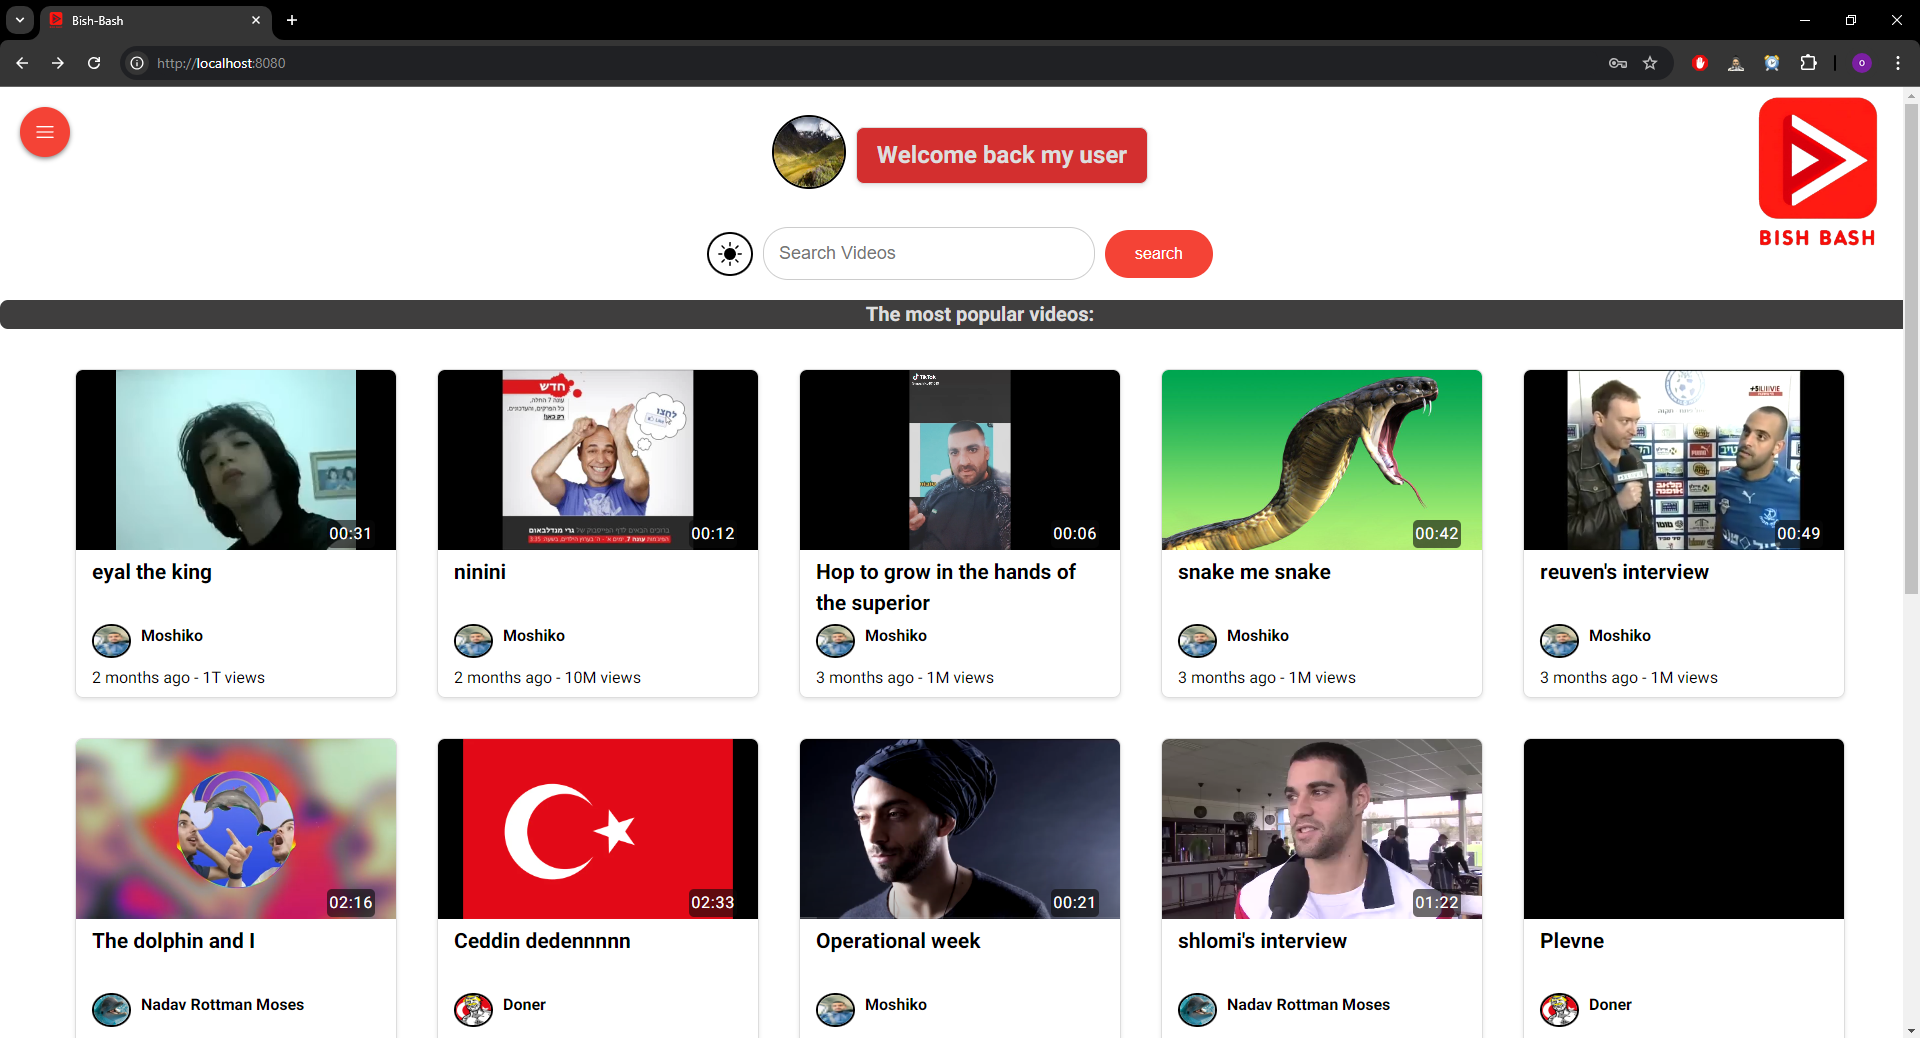 Bish-Bash
http://localhost:8080
O
Welcome back my user
BISH BASH
Search Videos
search
The most popular videos:
חדש
לחצו
TikTok
00:31
00:12
00:06
00:42
00:49
eyal the king
ninini
Hop to grow in the hands of
the superior
snake me snake
reuven's interview
Moshiko
Moshiko
Moshiko
Moshiko
Moshiko
2 months ago - 1T views
2 months ago - 10M views
3 months ago - 1M views
3 months ago - 1M views
3 months ago - 1M views
02:16
02:33
00:21
01:22
The dolphin and I
Ceddin dedennnnn
Operational week
shlomi's interview
Plevne
Nadav Rottman Moses
Doner
Moshiko
Nadav Rottman Moses
Doner